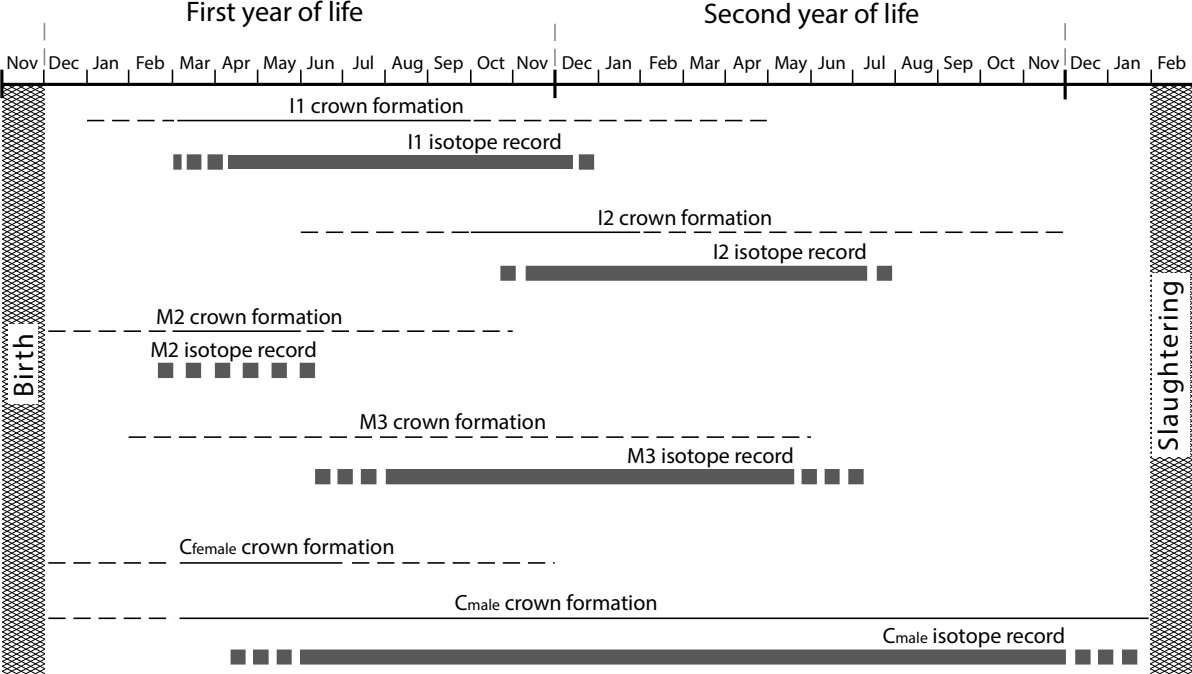 First year of life
Second year of life
Nov Dec Jan Feb Mar Apr May Jun Jul Aug Sep Oct Nov Dec Jan Feb Mar Apr May Jun Jul Aug Sep Oct Nov Dec Jan Feb
I1 crown formation
I1 isotope record
I2 crown formation
I2 isotope record
M2 crown formation
M2 isotope record
Birth
Slaughtering
M3 crown formation
M3 isotope record
Cfemale crown formation
Cmale crown formation
Cmale isotope record